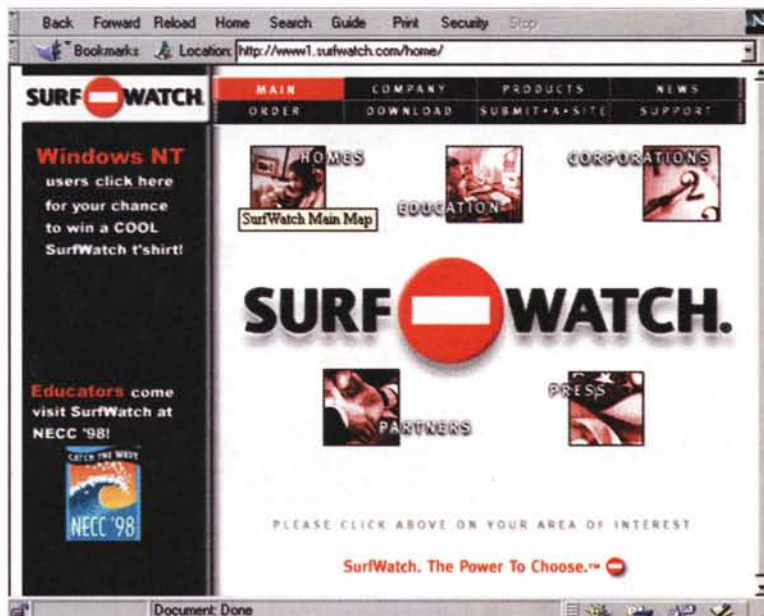 Back Forward Reload Home Search Guide Print Security Stop
N
Bookmarks Location: http://www1.surfwatch.com/home/
SURF WATCH.
MAIN COMPANY PRODUCTS NEWS
ORDER DOWNLOAD SUBMIT•A•SITE SUPPORT
Windows NT
users click here
for your chance
to win a COOL
SurfWatch t'shirt!
Educators come
visit SurfWatch at
NECC '98!
CATCH THE WAVE
NECC '98
HOMES
EDUCATION
CORPORATIONS
2
SurfWatch Main Map
SURF WATCH.
PARTNERS
PRESS
PLEASE CLICK ABOVE ON YOUR AREA OF INTEREST
SurfWatch. The Power To Choose.™
Document: Done